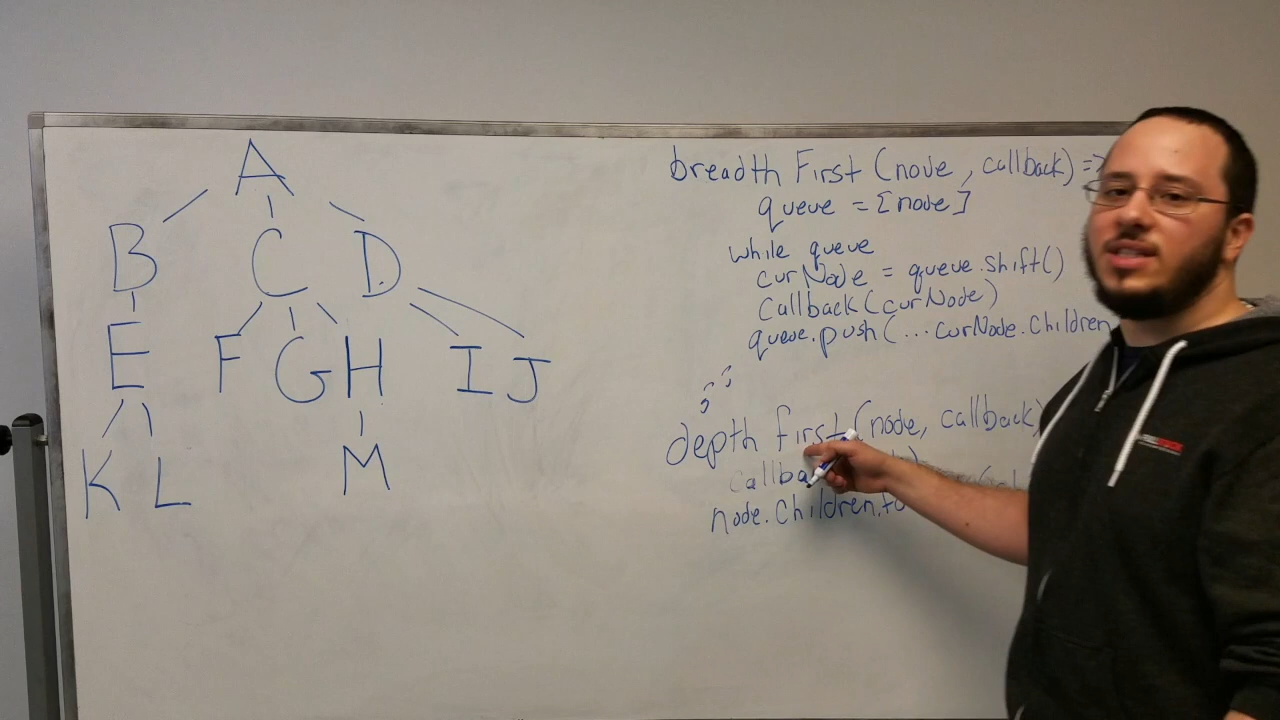 A
B C D
E F G H I J
K L M
breadth First (node, callback) =>
queue = [node]
while queue
curNode = queue.shift()
callback(curNode)
queue.push(...curNode.Children
depth first(node, callback)
node.Children.fo